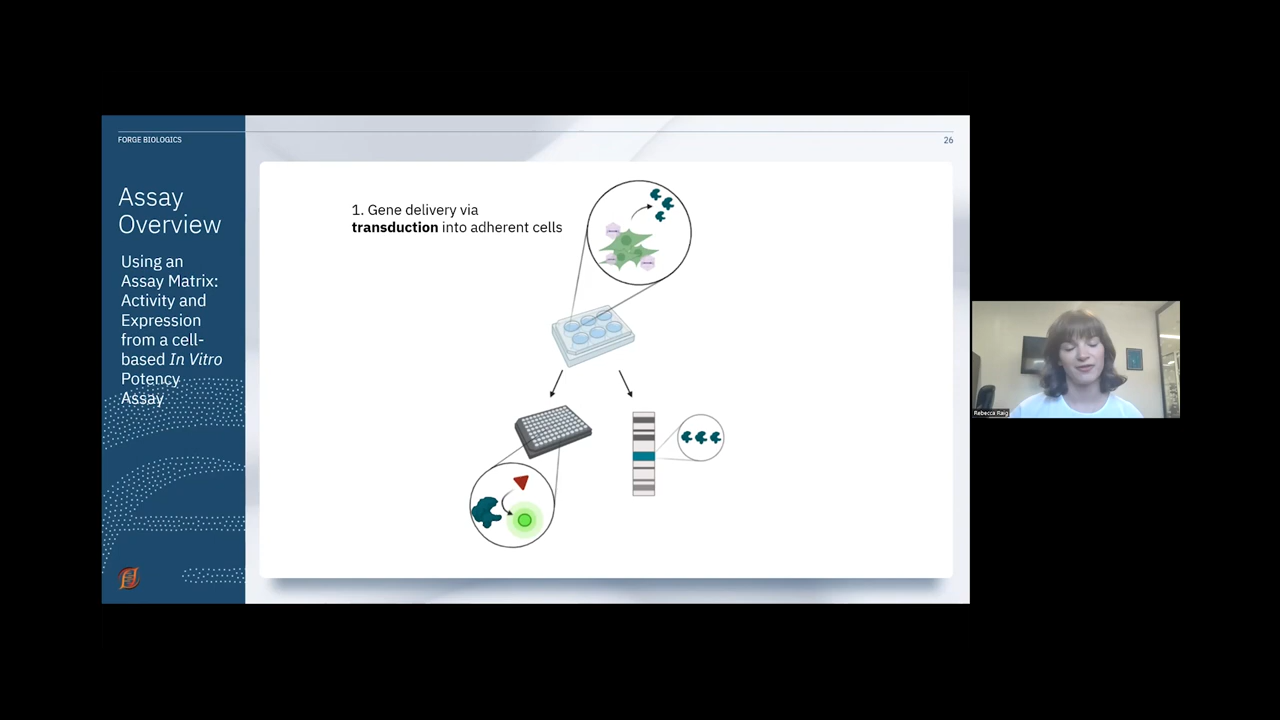 FORGE BIOLOGICS
26
Assay
Overview
Using an
Assay Matrix:
Activity and
Expression
from a cell-
based In Vitro
Potency
Assay
1. Gene delivery via
transduction into adherent cells
Rebecca Raig